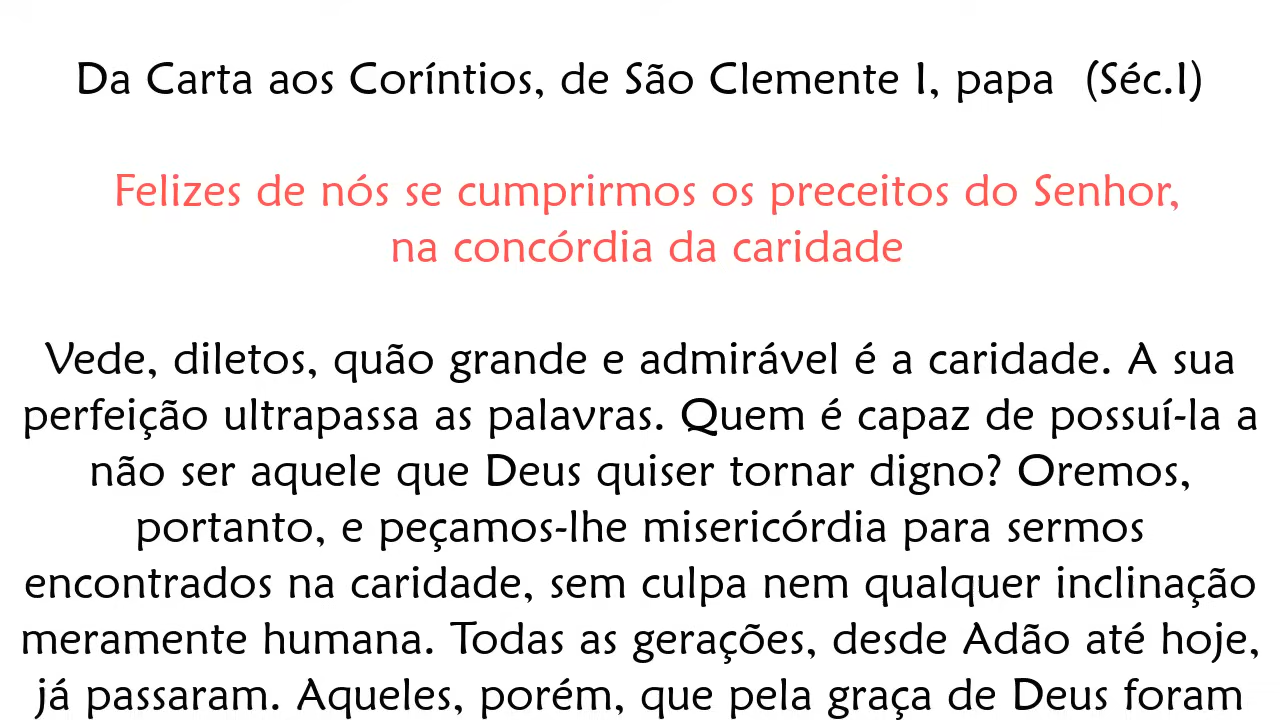 Da Carta aos Coríntios, de São Clemente I, papa (Séc.I)
Felizes de nós se cumprirmos os preceitos do Senhor,
na concórdia da caridade
Vede, diletos, quão grande e admirável é a caridade. A sua
perfeição ultrapassa as palavras. Quem é capaz de possuí-la a
não ser aquele que Deus quiser tornar digno? Oremos,
portanto, e peçamos-lhe misericórdia para sermos
encontrados na caridade, sem culpa nem qualquer inclinação
meramente humana. Todas as gerações, desde Adão até hoje,
já passaram. Aqueles, porém, que pela graça de Deus foram